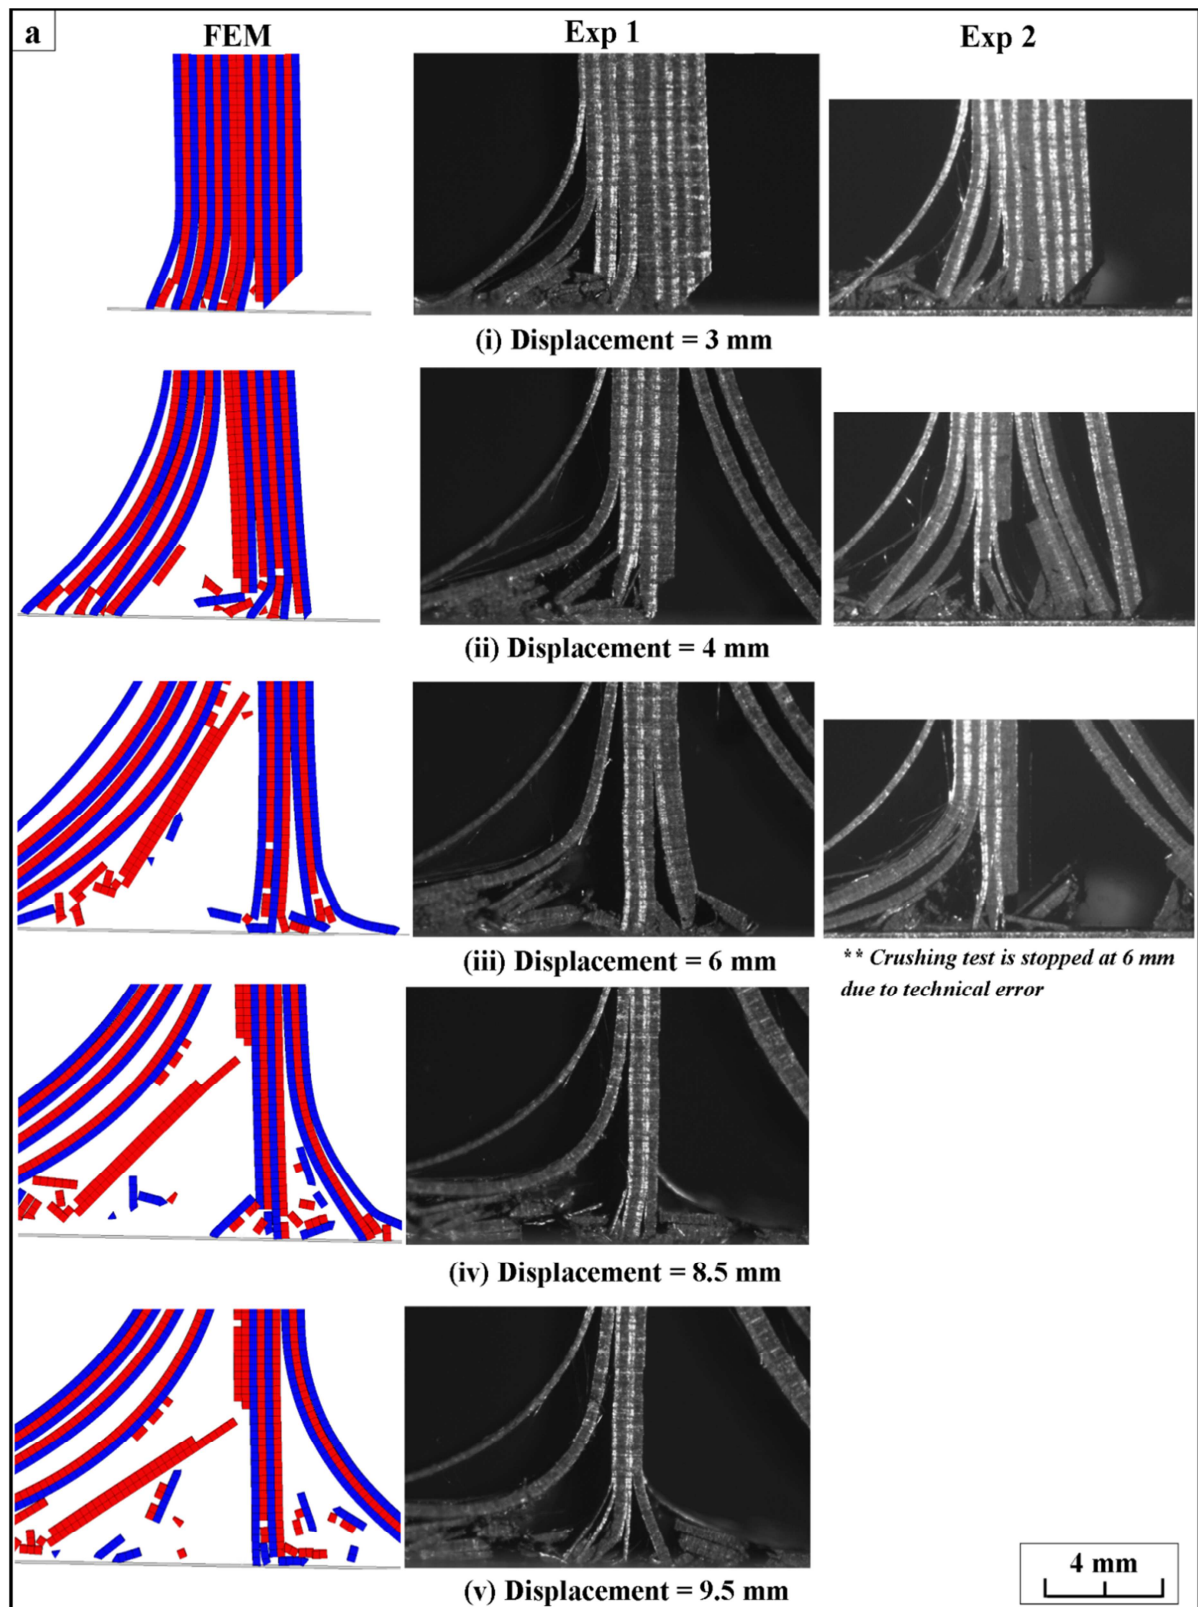 a
FEM
Exp 1
Exp 2
(i) Displacement = 3 mm
(ii) Displacement = 4 mm
(iii) Displacement = 6 mm
** Crushing test is stopped at 6 mm
due to technical error
(iv) Displacement = 8.5 mm
(v) Displacement = 9.5 mm
4 mm